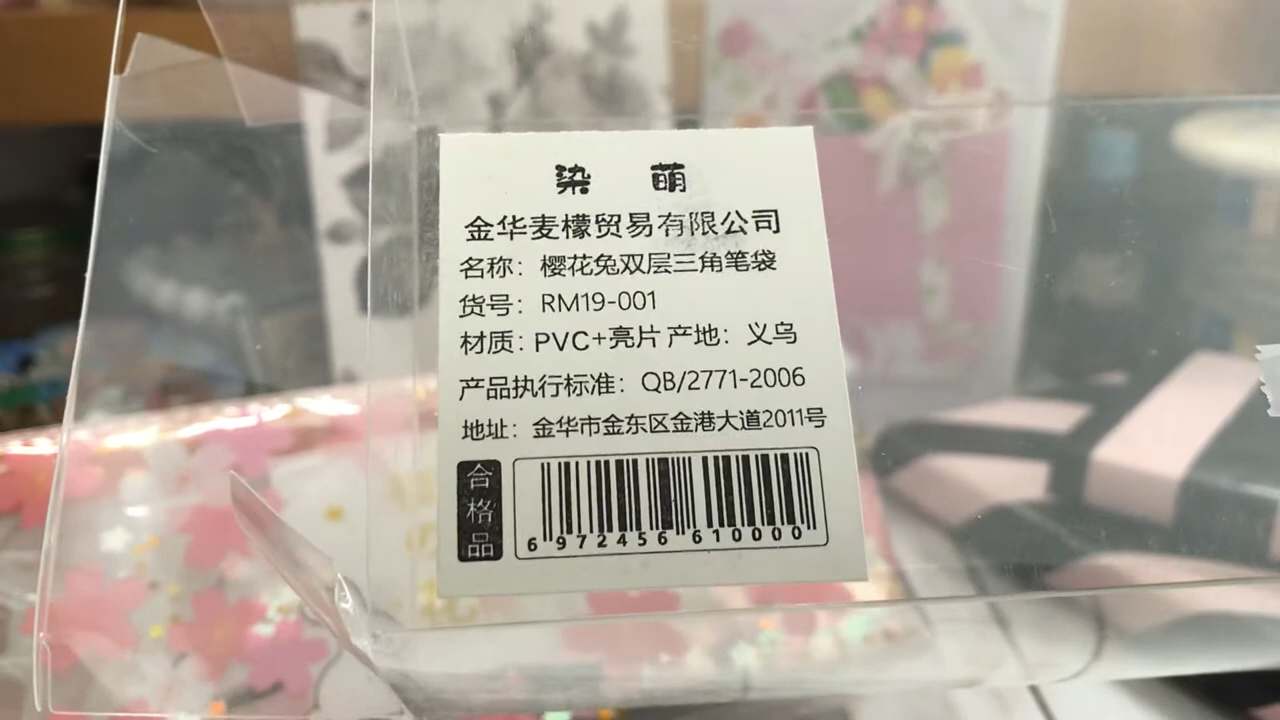 染 萌
金华麦檬贸易有限公司
名称：樱花兔双层三角笔袋
货号：RM19-001
材质：PVC+亮片 产地：义乌
产品执行标准：QB/2771-2006
地址：金华市金东区金港大道2011号
合格品
6 972456 610000